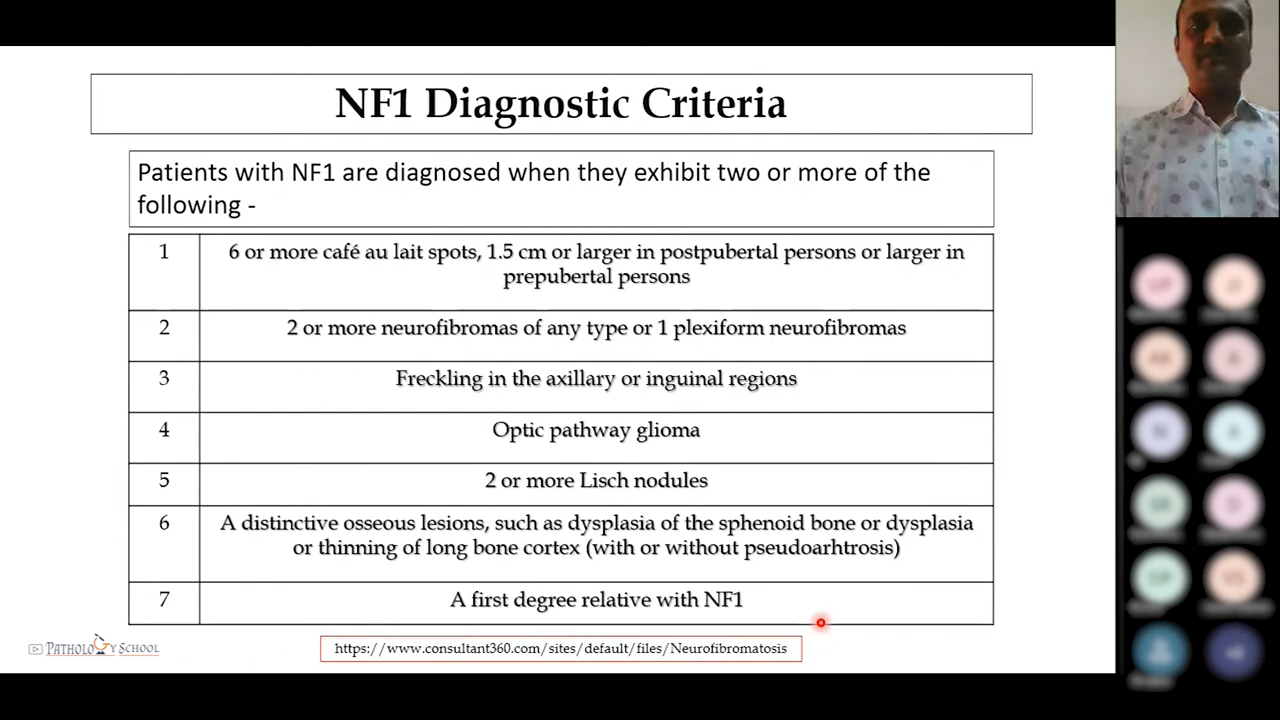 NF1 Diagnostic Criteria
Patients with NF1 are diagnosed when they exhibit two or more of the
following -
1
6 or more café au lait spots, 1.5 cm or larger in postpubertal persons or larger in
prepubertal persons
2
2 or more neurofibromas of any type or 1 plexiform neurofibromas
3
Freckling in the axillary or inguinal regions
4
Optic pathway glioma
5
2 or more Lisch nodules
6
A distinctive osseous lesions, such as dysplasia of the sphenoid bone or dysplasia
or thinning of long bone cortex (with or without pseudoarhtrosis)
7
A first degree relative with NF1
PATHOLOGY SCHOOL
https://www.consultant360.com/sites/default/files/Neurofibromatosis